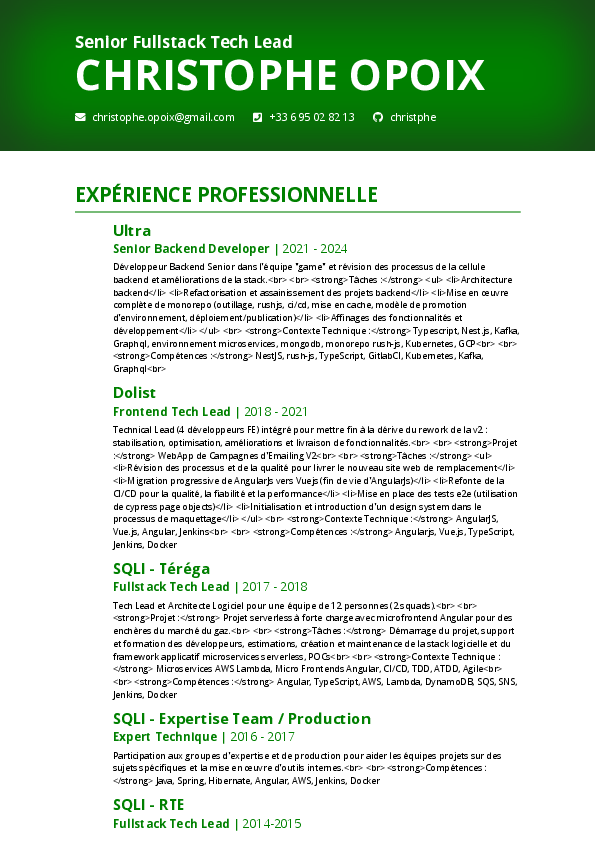 Senior Fullstack Tech Lead
CHRISTOPHE OPOIX
christophe.opoix@gmail.com +33 6 95 02 82 13 christphe
EXPÉRIENCE PROFESSIONNELLE
Ultra
Senior Backend Developer | 2021 - 2024
Développeur Backend Senior dans l'équipe "game" et révision des processus de la cellule
backend et améliorations de la stack.<br> <br> <strong>Tâches :</strong> <ul> <li>Architecture
backend</li> <li>Refactorisation et assainissement des projets backend</li> <li>Mise en œuvre
complète de monorepo (outillage, rushjs, ci/cd, mise en cache, modèle de promotion
d'environnement, déploiement/publication)</li> <li>Affinages des fonctionnalités et
développement</li> </ul> <br> <strong>Contexte Technique :</strong> Typescript, Nest.js, Kafka,
Graphql, environnement microservices, mongodb, monorepo rush-js, Kubernetes, GCP<br> <br>
<strong>Compétences :</strong> NestJS, rush-js, TypeScript, GitlabCI, Kubernetes, Kafka,
Graphql<br>
Dolist
Frontend Tech Lead | 2018 - 2021
Technical Lead (4 développeurs FE) intégré pour mettre fin à la dérive du rework de la v2 :
stabilisation, optimisation, améliorations et livraison de fonctionnalités.<br> <br> <strong>Projet
:</strong> WebApp de Campagnes d'Emailing V2<br> <br> <strong>Tâches :</strong> <ul>
<li>Révision des processus et de la qualité pour livrer le nouveau site web de remplacement</li>
<li>Migration progressive de AngularJs vers Vuejs (fin de vie d'AngularJs)</li> <li>Refonte de la
CI/CD pour la qualité, la fiabilité et la performance</li> <li>Mise en place des tests e2e (utilisation
de cypress page objects)</li> <li>Initialisation et introduction d'un design system dans le
processus de maquettage</li> </ul> <br> <strong>Contexte Technique :</strong> AngularJS,
Vue.js, Angular, Jenkins<br> <br> <strong>Compétences :</strong> Angularjs, Vue.js, TypeScript,
Jenkins, Docker
SQLI - Téréga
Fullstack Tech Lead | 2017 - 2018
Tech Lead et Architecte Logiciel pour une équipe de 12 personnes (2 squads).<br> <br>
<strong>Projet :</strong> Projet serverless à forte charge avec microfrontend Angular pour des
enchères du marché du gaz.<br> <br> <strong>Tâches :</strong> Démarrage du projet, support
et formation des développeurs, estimations, création et maintenance de la stack logicielle et du
framework applicatif microservices serverless, POCs<br> <br> <strong>Contexte Technique :
</strong> Microservices AWS Lambda, Micro Frontends Angular, CI/CD, TDD, ATDD, Agile<br>
<br> <strong>Compétences :</strong> Angular, TypeScript, AWS, Lambda, DynamoDB, SQS, SNS,
Jenkins, Docker
SQLI - Expertise Team / Production
Expert Technique | 2016 - 2017
Participation aux groupes d'expertise et de production pour aider les équipes projets sur des
sujets spécifiques et la mise en œuvre d'outils internes.<br> <br> <strong>Compétences :
</strong> Java, Spring, Hibernate, Angular, AWS, Jenkins, Docker
SQLI - RTE
Fullstack Tech Lead | 2014-2015